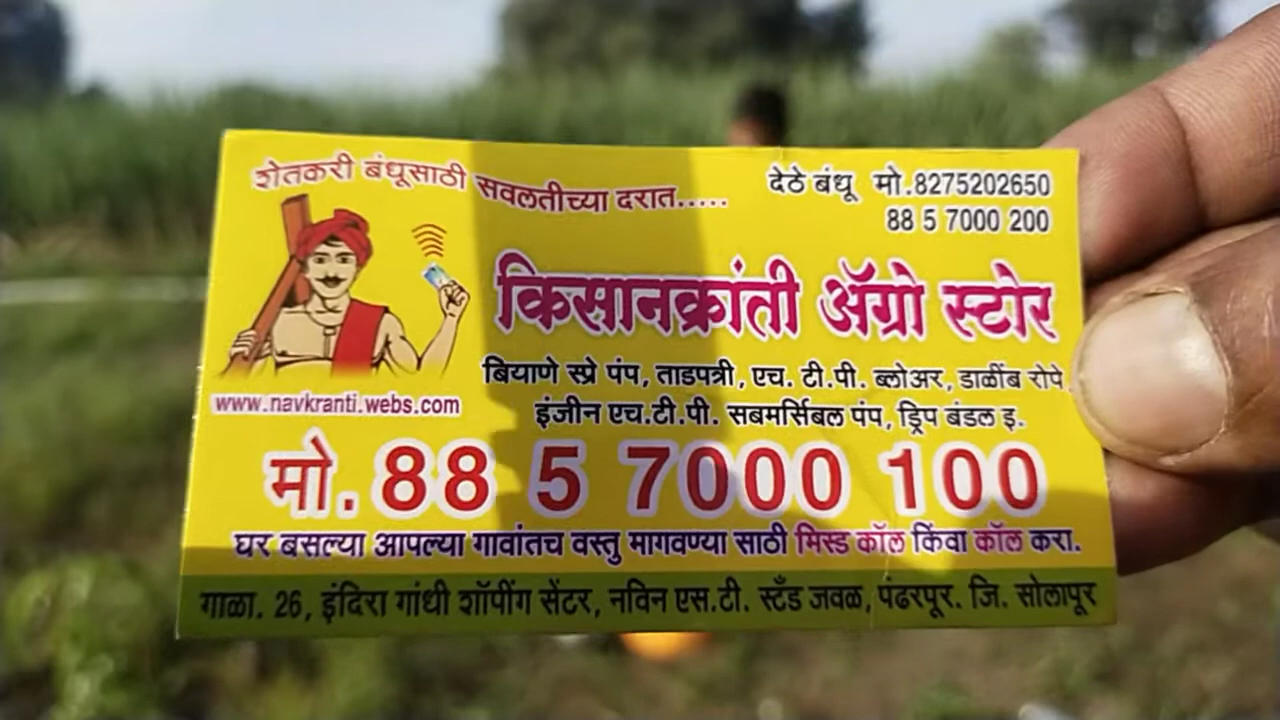 शेतकरी बंधूसाठी सवलतीच्या दरात.....
देठे बंधू मो.8275202650
88 5 7000 200
किसानक्रांती ॲग्रो स्टोर
बियाणे स्प्रे पंप, ताडपत्री, एच. टी.पी. ब्लोअर, डाळींब रोपे.
www.navkranti.webs.com
इंजीन एच.टी.पी. सबमर्सिबल पंप, ड्रिप बंडल इ.
मो. 88 5 7000 100
घर बसल्या आपल्या गावांतच वस्तु मागवण्या साठी मिस्ड कॉल किंवा कॉल करा.
गाळा. 26, इंदिरा गांधी शॉपींग सेंटर, नविन एस.टी. स्टँड जवळ, पंढरपूर. जि. सोलापूर